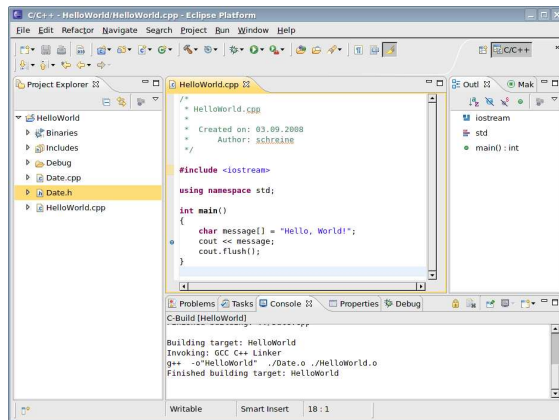 C/C++ - HelloWorld/HelloWorld.cpp - Eclipse Platform
File Edit Refactor Navigate Search Project Run Window Help
C/C++
Project Explorer
HelloWorld
Binaries
Includes
Debug
Date.cpp
Date.h
HelloWorld.cpp
HelloWorld.cpp
/*
* HelloWorld.cpp
*
* Created on: 03.09.2008
* Author: schreine
*/
#include <iostream>
using namespace std;
int main()
{
char message[] = "Hello, World!";
cout << message;
cout.flush();
}
Outl Mak
iostream
std
main() : int
Problems Tasks Console Properties Debug
C-Build [HelloWorld]
Building target: HelloWorld
Invoking: GCC C++ Linker
g++ -o"HelloWorld" ./Date.o ./HelloWorld.o
Finished building target: HelloWorld
Writable Smart Insert 18 : 1